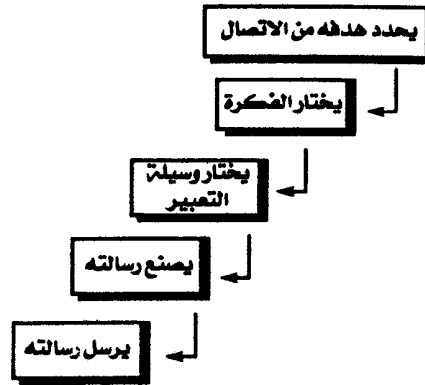 يحدد هدفه من الاتصال
يختار الفكرة
يختار وسيلة
التعبير
يصنع رسالته
يرسل رسالته